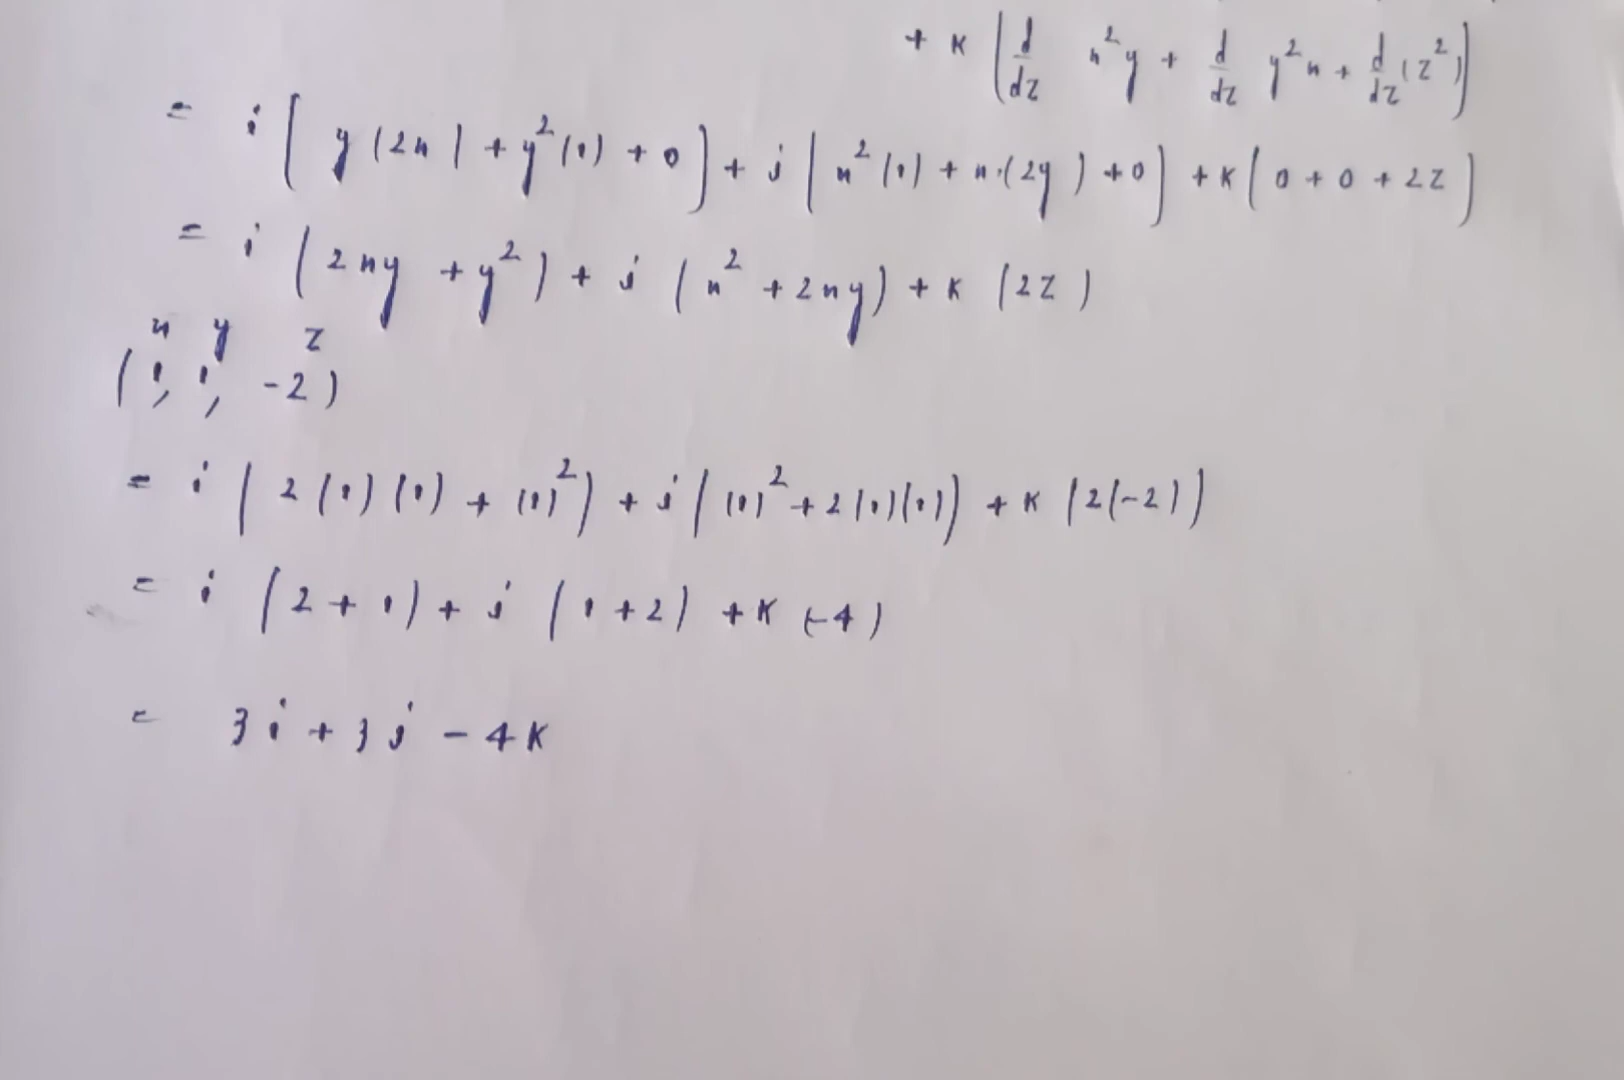 + k (d/dz x²y + d/dz y²x + d/dz (z²))
= i [y(2x) + y²(1) + 0] + j [x²(1) + x·(2y) + 0] + k (0 + 0 + 2z)
= i (2xy + y²) + j (x² + 2xy) + k (2z)
x y z
(1, 1, -2)
= i (2(1)(1) + (1)²) + j ((1)² + 2(1)(1)) + k (2(-2))
= i (2 + 1) + j (1 + 2) + k (-4)
= 3i + 3j - 4k